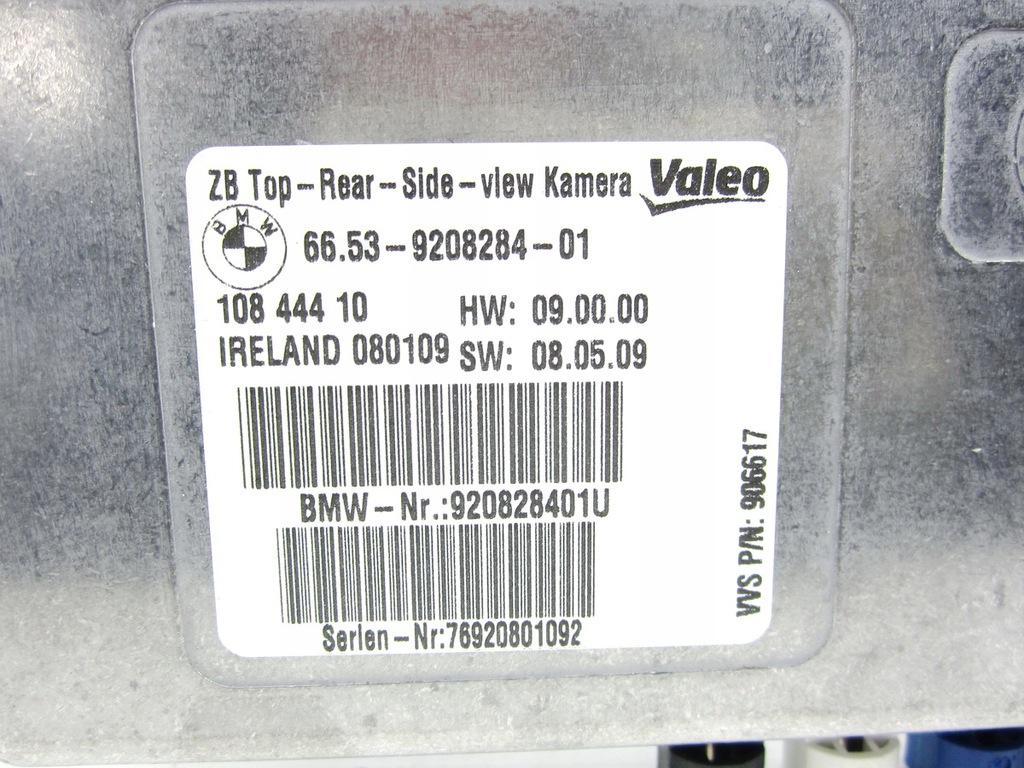 ZB Top-Rear-Side-view Kamera Valeo
BMW 66.53-9208284-01
108 444 10 HW: 09.00.00
IRELAND 080109 SW: 08.05.09
BMW-Nr.:920828401U
Serien-Nr:76920801092
VVS P/N: 906617